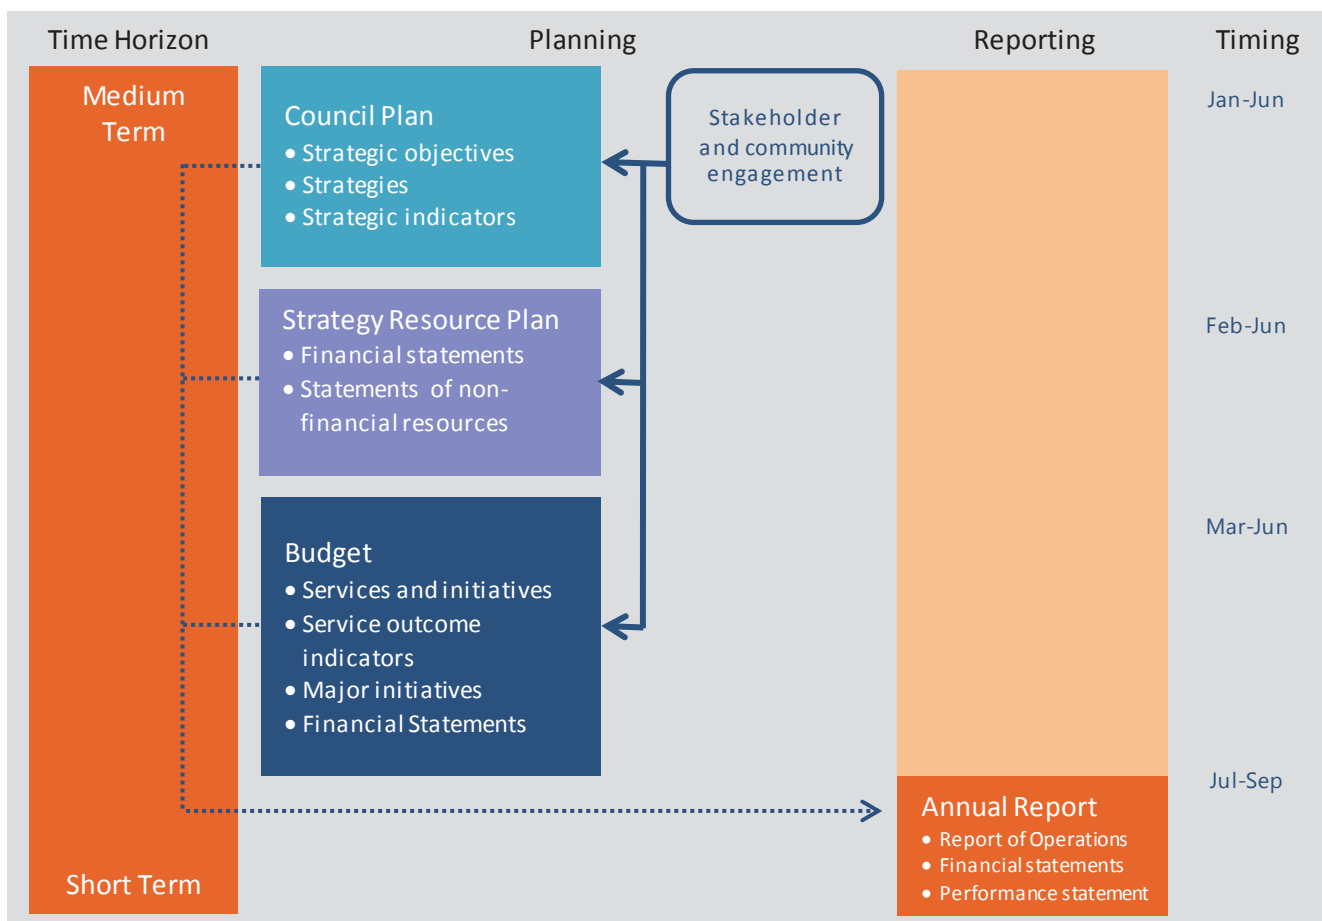 Time Horizon
Planning
Reporting
Timing
Medium
Term
Council Plan
• Strategic objectives
• Strategies
• Strategic indicators
Stakeholder
and community
engagement
Jan-Jun
Strategy Resource Plan
• Financial statements
• Statements of non-
financial resources
Feb-Jun
Budget
• Services and initiatives
• Service outcome
indicators
• Major initiatives
• Financial Statements
Mar-Jun
Jul-Sep
Annual Report
• Report of Operations
• Financial statements
• Performance statement
Short Term